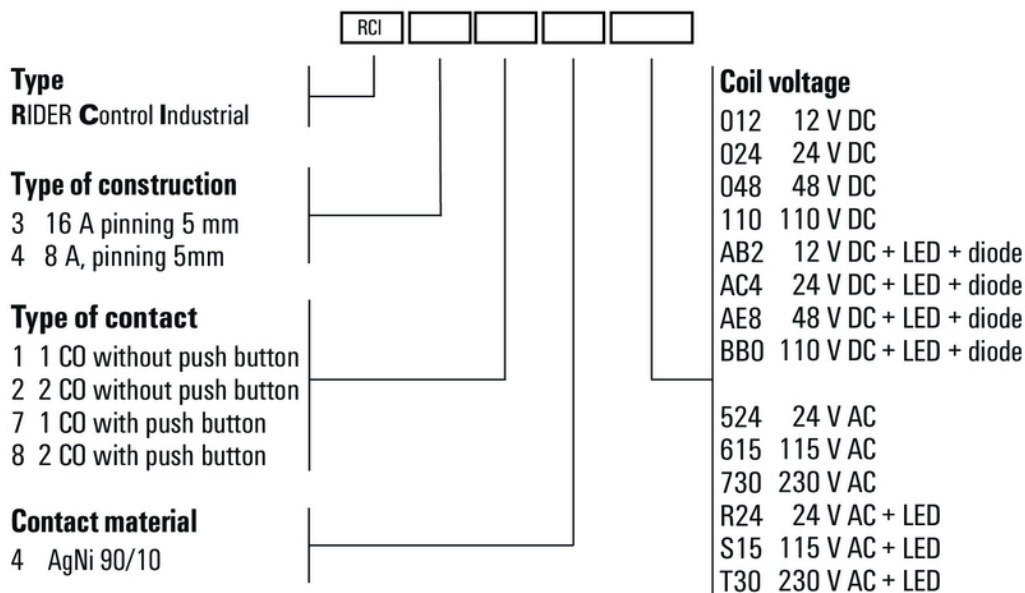 RCI
Type
RIDER Control Industrial
Type of construction
3 16 A pinning 5 mm
4 8 A, pinning 5mm
Type of contact
1 1 CO without push button
2 2 CO without push button
7 1 CO with push button
8 2 CO with push button
Contact material
4 AgNi 90/10
Coil voltage
012 12 V DC
024 24 V DC
048 48 V DC
110 110 V DC
AB2 12 V DC + LED + diode
AC4 24 V DC + LED + diode
AE8 48 V DC + LED + diode
BB0 110 V DC + LED + diode
524 24 V AC
615 115 V AC
730 230 V AC
R24 24 V AC + LED
S15 115 V AC + LED
T30 230 V AC + LED